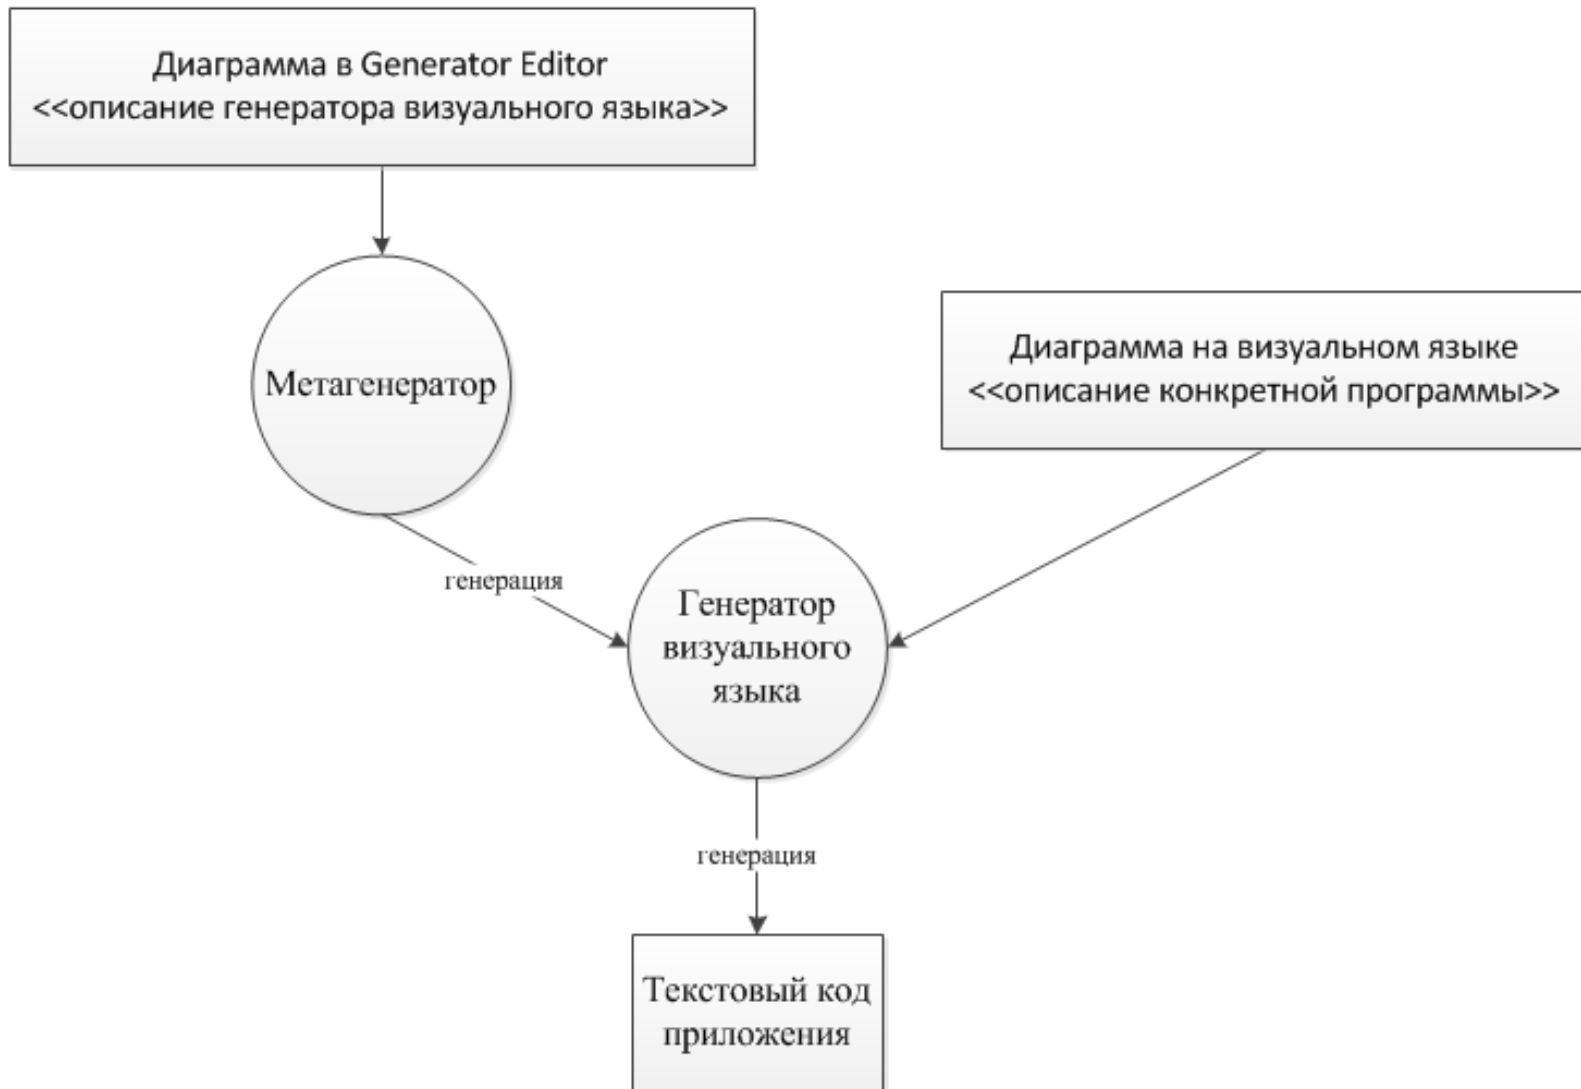 Диаграмма в Generator Editor
<<описание генератора визуального языка>>
Метагенератор
Диаграмма на визуальном языке
<<описание конкретной программы>>
генерация
Генератор
визуального
языка
генерация
Текстовый код
приложения